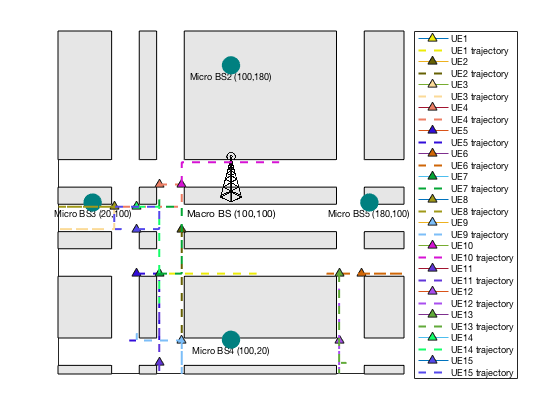 Micro BS2 (100,180)
Micro BS3 (20,100)
Macro BS (100,100)
Micro BS5 (180,100)
Micro BS4 (100,20)
UE1
UE1 trajectory
UE2
UE2 trajectory
UE3
UE3 trajectory
UE4
UE4 trajectory
UE5
UE5 trajectory
UE6
UE6 trajectory
UE7
UE7 trajectory
UE8
UE8 trajectory
UE9
UE9 trajectory
UE10
UE10 trajectory
UE11
UE11 trajectory
UE12
UE12 trajectory
UE13
UE13 trajectory
UE14
UE14 trajectory
UE15
UE15 trajectory